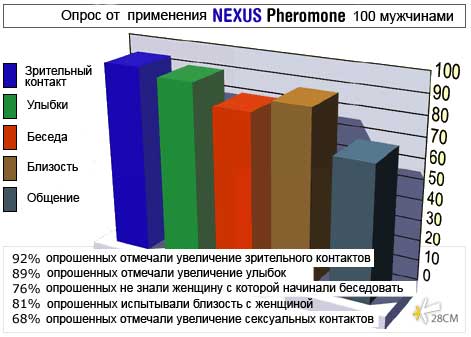 Опрос от применения NEXUS Pheromone 100 мужчинами
Зрительный
контакт
Улыбки
Беседа
Близость
Общение
100
90
80
70
60
50
40
30
20
10
0
92% опрошенных отмечали увеличение зрительного контактов
89% опрошенных отмечали увеличение улыбок
76% опрошенных не знали женщину с которой начинали беседовать
81% опрошенных испытывали близость с женщиной
68% опрошенных отмечали увеличение сексуальных контактов
28CM